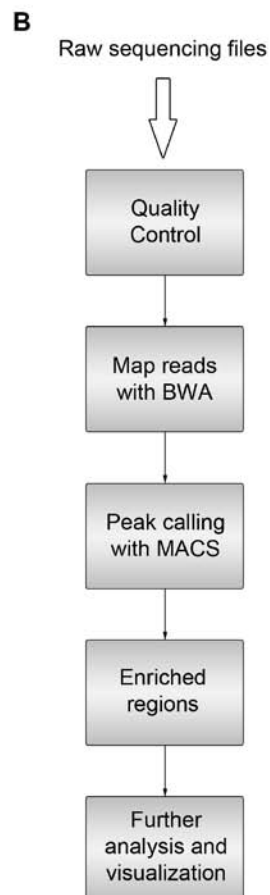 B
Raw sequencing files
Quality
Control
Map reads
with BWA
Peak calling
with MACS
Enriched
regions
Further
analysis and
visualization